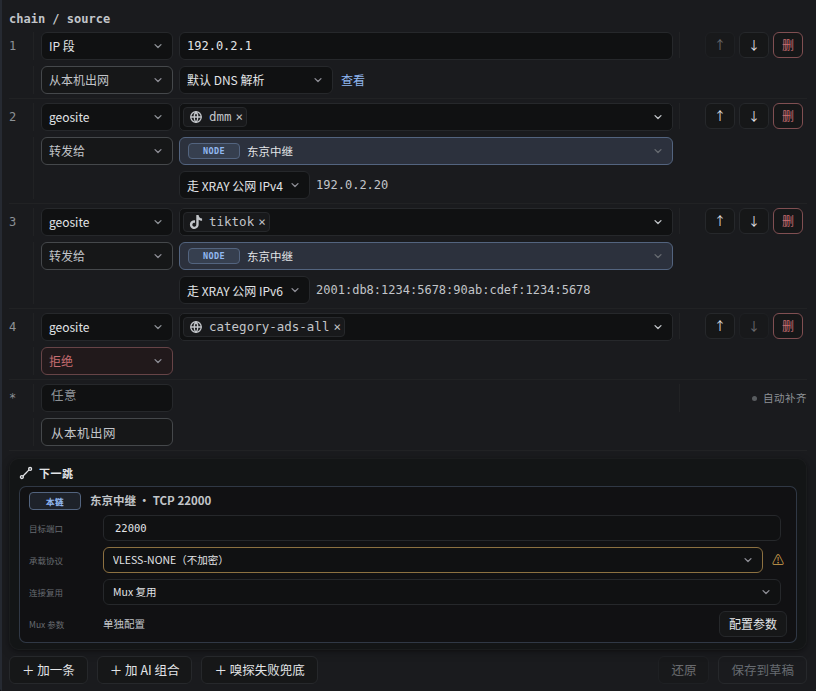 chain / source
1 IP 段 192.0.2.1 ↑ ↓ 删
从本机出网 默认 DNS 解析 查看
2 geosite dmm × ↑ ↓ 删
转发给 NODE 东京中继
走 XRAY 公网 IPv4 192.0.2.20
3 geosite tiktok × ↑ ↓ 删
转发给 NODE 东京中继
走 XRAY 公网 IPv6 2001:db8:1234:5678:90ab:cdef:1234:5678
4 geosite category-ads-all × ↑ ↓ 删
拒绝
* 任意 自动补齐
从本机出网
下一跳
本链 东京中继 · TCP 22000
目标端口 22000
承载协议 VLESS-NONE（不加密）
连接复用 Mux 复用
Mux 参数 单独配置 配置参数
＋ 加一条 ＋ 加 AI 组合 ＋ 嗅探失败兜底 还原 保存到草稿